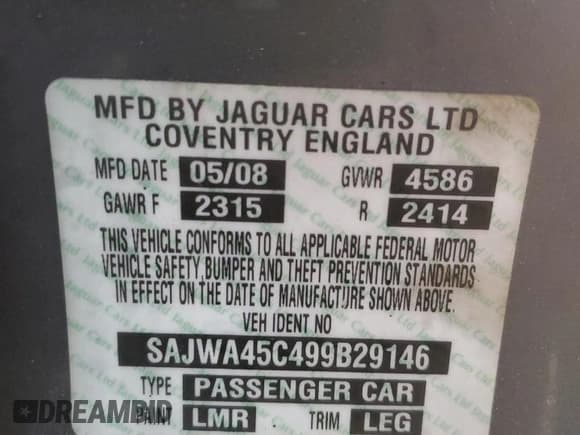 MFD BY JAGUAR CARS LTD
COVENTRY ENGLAND
MFD DATE 05/08 GVWR 4586
GAWR F 2315 R 2414
THIS VEHICLE CONFORMS TO ALL APPLICABLE FEDERAL MOTOR
VEHICLE SAFETY, BUMPER AND THEFT PREVENTION STANDARDS
IN EFFECT ON THE DATE OF MANUFACTURE SHOWN ABOVE.
VEH IDENT NO
SAJWA45C499B29146
TYPE PASSENGER CAR
PAINT LMR TRIM LEG
DREAMBID